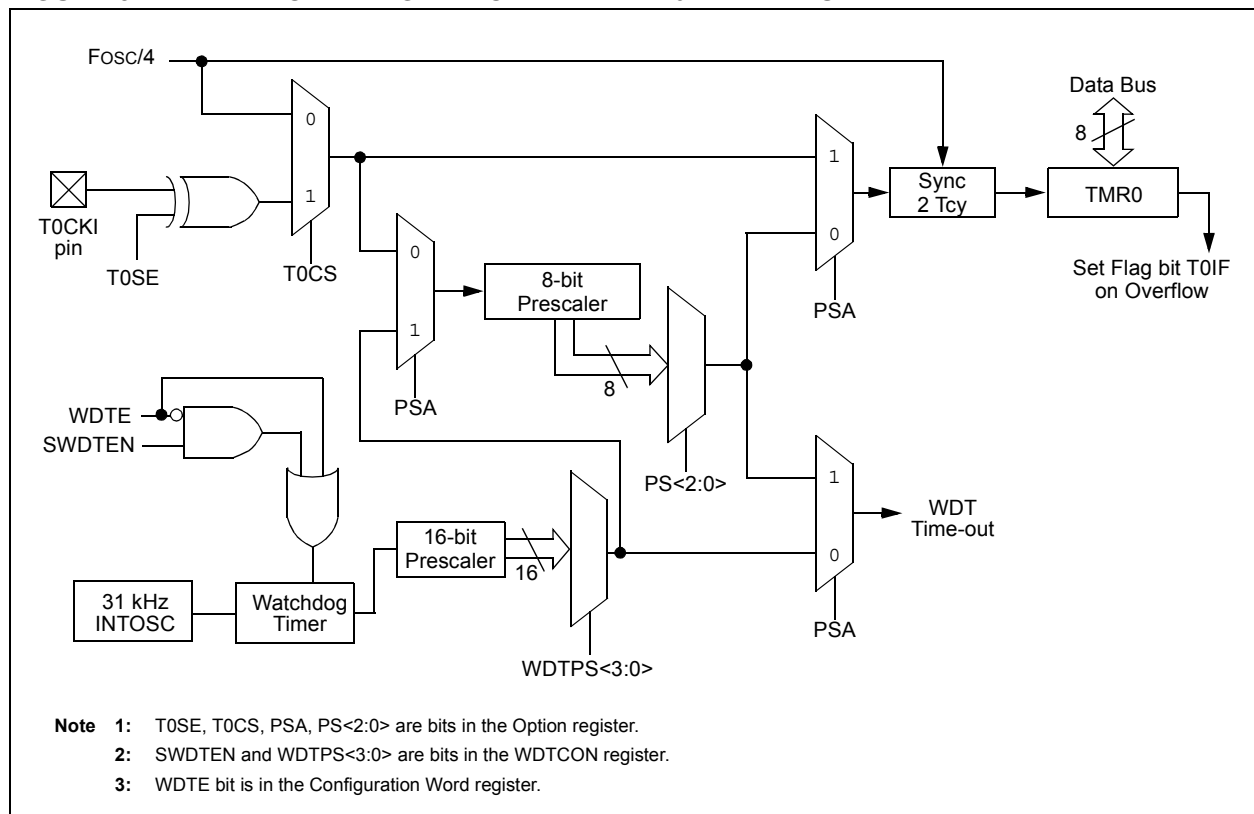 FOSC/4
0
1
T0CKI
pin
T0SE
T0CS
0
1
PSA
8-bit
Prescaler
8
PS<2:0>
1
0
PSA
Sync
2 TCY
Data Bus
8
TMR0
Set Flag bit T0IF
on Overflow
WDTE
SWDTEN
31 kHz
INTOSC
Watchdog
Timer
16-bit
Prescaler
16
WDTPS<3:0>
1
0
PSA
WDT
Time-out
Note 1: T0SE, T0CS, PSA, PS<2:0> are bits in the Option register.
2: SWDTEN and WDTPS<3:0> are bits in the WDTCON register.
3: WDTE bit is in the Configuration Word register.